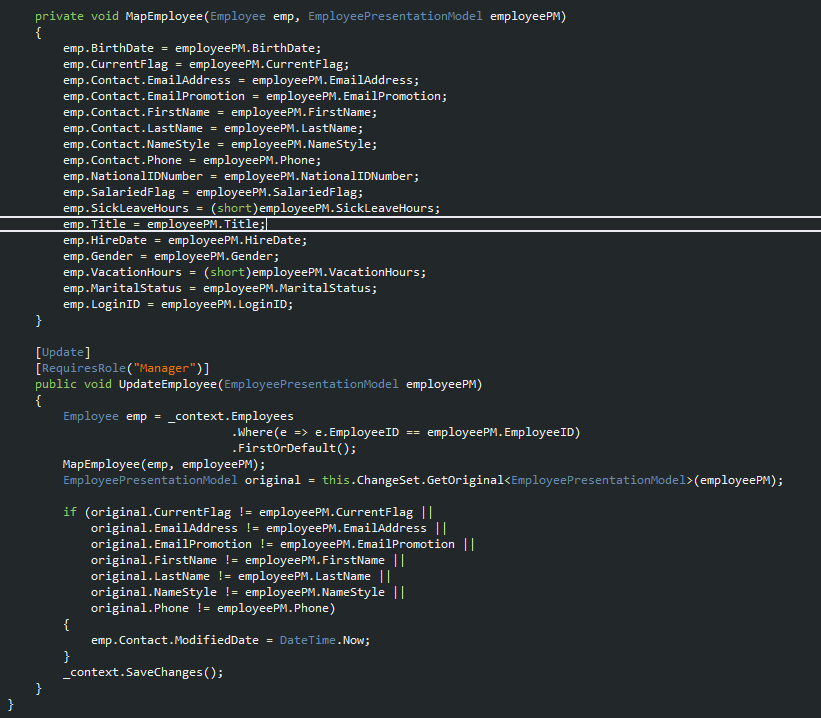 private void MapEmployee(Employee emp, EmployeePresentationModel employeePM)
{
emp.BirthDate = employeePM.BirthDate;
emp.CurrentFlag = employeePM.CurrentFlag;
emp.Contact.EmailAddress = employeePM.EmailAddress;
emp.Contact.EmailPromotion = employeePM.EmailPromotion;
emp.Contact.FirstName = employeePM.FirstName;
emp.Contact.LastName = employeePM.LastName;
emp.Contact.NameStyle = employeePM.NameStyle;
emp.Contact.Phone = employeePM.Phone;
emp.NationalIDNumber = employeePM.NationalIDNumber;
emp.SalariedFlag = employeePM.SalariedFlag;
emp.SickLeaveHours = (short)employeePM.SickLeaveHours;
emp.Title = employeePM.Title;
emp.HireDate = employeePM.HireDate;
emp.Gender = employeePM.Gender;
emp.VacationHours = (short)employeePM.VacationHours;
emp.MaritalStatus = employeePM.MaritalStatus;
emp.LoginID = employeePM.LoginID;
}
[Update]
[RequiresRole("Manager")]
public void UpdateEmployee(EmployeePresentationModel employeePM)
{
Employee emp = _context.Employees
.Where(e => e.EmployeeID == employeePM.EmployeeID)
.FirstOrDefault();
MapEmployee(emp, employeePM);
EmployeePresentationModel original = this.ChangeSet.GetOriginal<EmployeePresentationModel>(employeePM);
if (original.CurrentFlag != employeePM.CurrentFlag ||
original.EmailAddress != employeePM.EmailAddress ||
original.EmailPromotion != employeePM.EmailPromotion ||
original.FirstName != employeePM.FirstName ||
original.LastName != employeePM.LastName ||
original.NameStyle != employeePM.NameStyle ||
original.Phone != employeePM.Phone)
{
emp.Contact.ModifiedDate = DateTime.Now;
}
_context.SaveChanges();
}
}